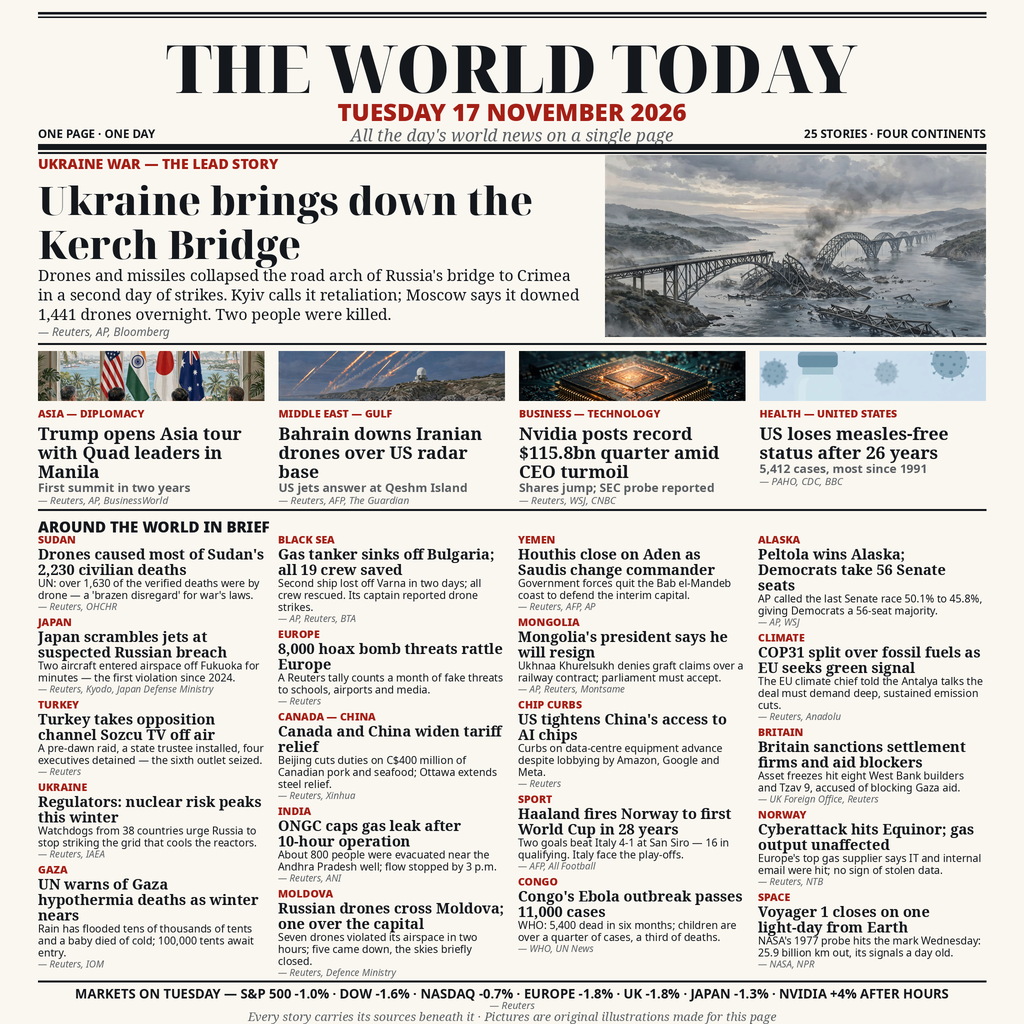 THE WORLD TODAY
TUESDAY 17 NOVEMBER 2026
ONE PAGE · ONE DAY
All the day's world news on a single page
25 STORIES · FOUR CONTINENTS
UKRAINE WAR — THE LEAD STORY
Ukraine brings down the
Kerch Bridge
Drones and missiles collapsed the road arch of Russia's bridge to Crimea
in a second day of strikes. Kyiv calls it retaliation; Moscow says it downed
1,441 drones overnight. Two people were killed.
— Reuters, AP, Bloomberg
ASIA — DIPLOMACY
Trump opens Asia tour
with Quad leaders in
Manila
First summit in two years
— Reuters, AP, BusinessWorld
MIDDLE EAST — GULF
Bahrain downs Iranian
drones over US radar
base
US jets answer at Qeshm Island
— Reuters, AFP, The Guardian
BUSINESS — TECHNOLOGY
Nvidia posts record
$115.8bn quarter amid
CEO turmoil
Shares jump; SEC probe reported
— Reuters, WSJ, CNBC
HEALTH — UNITED STATES
US loses measles-free
status after 26 years
5,412 cases, most since 1991
— PAHO, CDC, BBC
AROUND THE WORLD IN BRIEF
SUDAN
Drones caused most of Sudan's
2,230 civilian deaths
UN: over 1,630 of the verified deaths were by
drone — a 'brazen disregard' for war's laws.
— Reuters, OHCHR
JAPAN
Japan scrambles jets at
suspected Russian breach
Two aircraft entered airspace off Fukuoka for
minutes — the first violation since 2024.
— Reuters, Kyodo, Japan Defense Ministry
TURKEY
Turkey takes opposition
channel Sozcu TV off air
A pre-dawn raid, a state trustee installed, four
executives detained — the sixth outlet seized.
— Reuters
UKRAINE
Regulators: nuclear risk peaks
this winter
Watchdogs from 38 countries urge Russia to
stop striking the grid that cools the reactors.
— Reuters, IAEA
GAZA
UN warns of Gaza
hypothermia deaths as winter
nears
Rain has flooded tens of thousands of tents
and a baby died of cold; 100,000 tents await
entry.
— Reuters, IOM
BLACK SEA
Gas tanker sinks off Bulgaria;
all 19 crew saved
Second ship lost off Varna in two days; all
crew rescued. Its captain reported drone
strikes.
— AP, Reuters, BTA
EUROPE
8,000 hoax bomb threats rattle
Europe
A Reuters tally counts a month of fake threats
to schools, airports and media.
— Reuters
CANADA — CHINA
Canada and China widen tariff
relief
Beijing cuts duties on C$400 million of
Canadian pork and seafood; Ottawa extends
steel relief.
— Reuters, Xinhua
INDIA
ONGC caps gas leak after
10-hour operation
About 800 people were evacuated near the
Andhra Pradesh well; flow stopped by 3 p.m.
— Reuters, ANI
MOLDOVA
Russian drones cross Moldova;
one over the capital
Seven drones violated its airspace in two
hours; five came down, the skies briefly
closed.
— Reuters, Defence Ministry
YEMEN
Houthis close on Aden as
Saudis change commander
Government forces quit the Bab el-Mandeb
coast to defend the interim capital.
— Reuters, AFP, AP
MONGOLIA
Mongolia's president says he
will resign
Ukhnaa Khurelsukh denies graft claims over a
railway contract; parliament must accept.
— AP, Reuters, Montsame
CHIP CURBS
US tightens China's access to
AI chips
Curbs on data-centre equipment advance
despite lobbying by Amazon, Google and
Meta.
— Reuters
SPORT
Haaland fires Norway to first
World Cup in 28 years
Two goals beat Italy 4-1 at San Siro — 16 in
qualifying. Italy face the play-offs.
— AFP, All Football
CONGO
Congo's Ebola outbreak passes
11,000 cases
WHO: 5,400 dead in six months; children are
over a quarter of cases, a third of deaths.
— WHO, UN News
ALASKA
Peltola wins Alaska;
Democrats take 56 Senate
seats
AP called the last Senate race 50.1% to 45.8%,
giving Democrats a 56-seat majority.
— AP, WSJ
CLIMATE
COP31 split over fossil fuels as
EU seeks green signal
The EU climate chief told the Antalya talks the
deal must demand deep, sustained emission
cuts.
— Reuters, Anadolu
BRITAIN
Britain sanctions settlement
firms and aid blockers
Asset freezes hit eight West Bank builders
and Tzav 9, accused of blocking Gaza aid.
— UK Foreign Office, Reuters
NORWAY
Cyberattack hits Equinor; gas
output unaffected
Europe's top gas supplier says IT and internal
email were hit; no sign of stolen data.
— Reuters, NTB
SPACE
Voyager 1 closes on one
light-day from Earth
NASA's 1977 probe hits the mark Wednesday:
25.9 billion km out, its signals a day old.
— NASA, NPR
MARKETS ON TUESDAY — S&P 500 -1.0% · DOW -1.6% · NASDAQ -0.7% · EUROPE -1.8% · UK -1.8% · JAPAN -1.3% · NVIDIA +4% AFTER HOURS
— Reuters
Every story carries its sources beneath it · Pictures are original illustrations made for this page